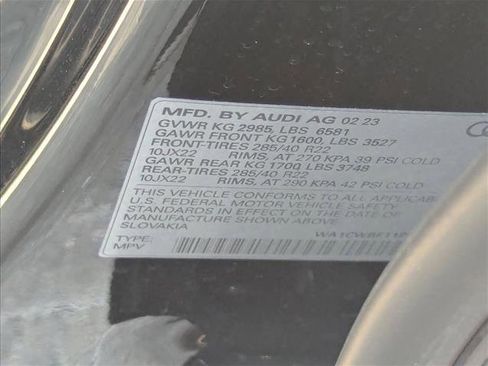 MFD. BY AUDI AG 02 23
GVWR KG 2985, LBS 6581
GAWR FRONT KG1600, LBS 3527
FRONT-TIRES 285/40 R22
10JX22 RIMS, AT 270 KPA 39 PSI COLD
GAWR REAR KG 1700 LBS 3748
REAR-TIRES 285/40 R22
10JX22 RIMS, AT 290 KPA 42 PSI COLD
THIS VEHICLE CONFORMS TO ALL APPLICABLE
U.S. FEDERAL MOTOR VEHICLE SAFETY
STANDARDS IN EFFECT ON THE DATE OF
MANUFACTURE SHOWN ABOVE.
SLOVAKIA
TYPE:
MPV